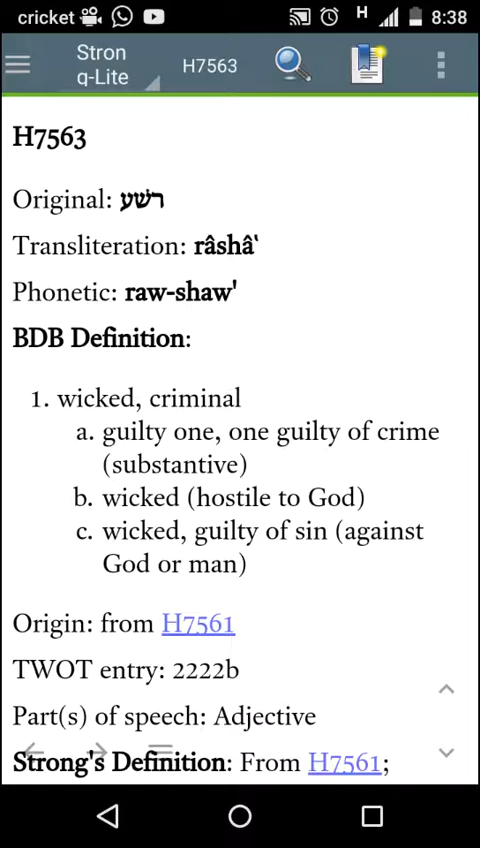 cricket H 8:38
Stron
g-Lite
H7563
H7563
Original: רשׁע
Transliteration: râshâ‛
Phonetic: raw-shaw'
BDB Definition:
1. wicked, criminal
a. guilty one, one guilty of crime
(substantive)
b. wicked (hostile to God)
c. wicked, guilty of sin (against
God or man)
Origin: from H7561
TWOT entry: 2222b
Part(s) of speech: Adjective
Strong's Definition: From H7561;